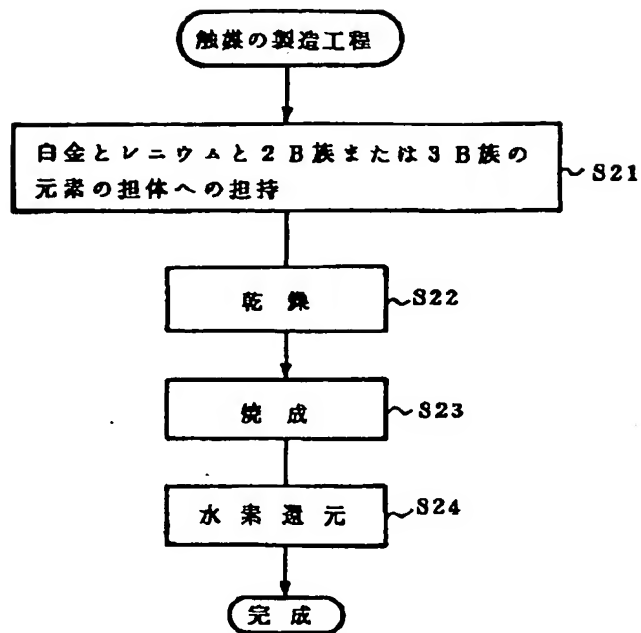 触媒の製造工程
白金とレニウムと2B族または3B族の
元素の担体への担持
S21
乾燥
S22
焼成
S23
水素還元
S24
完成